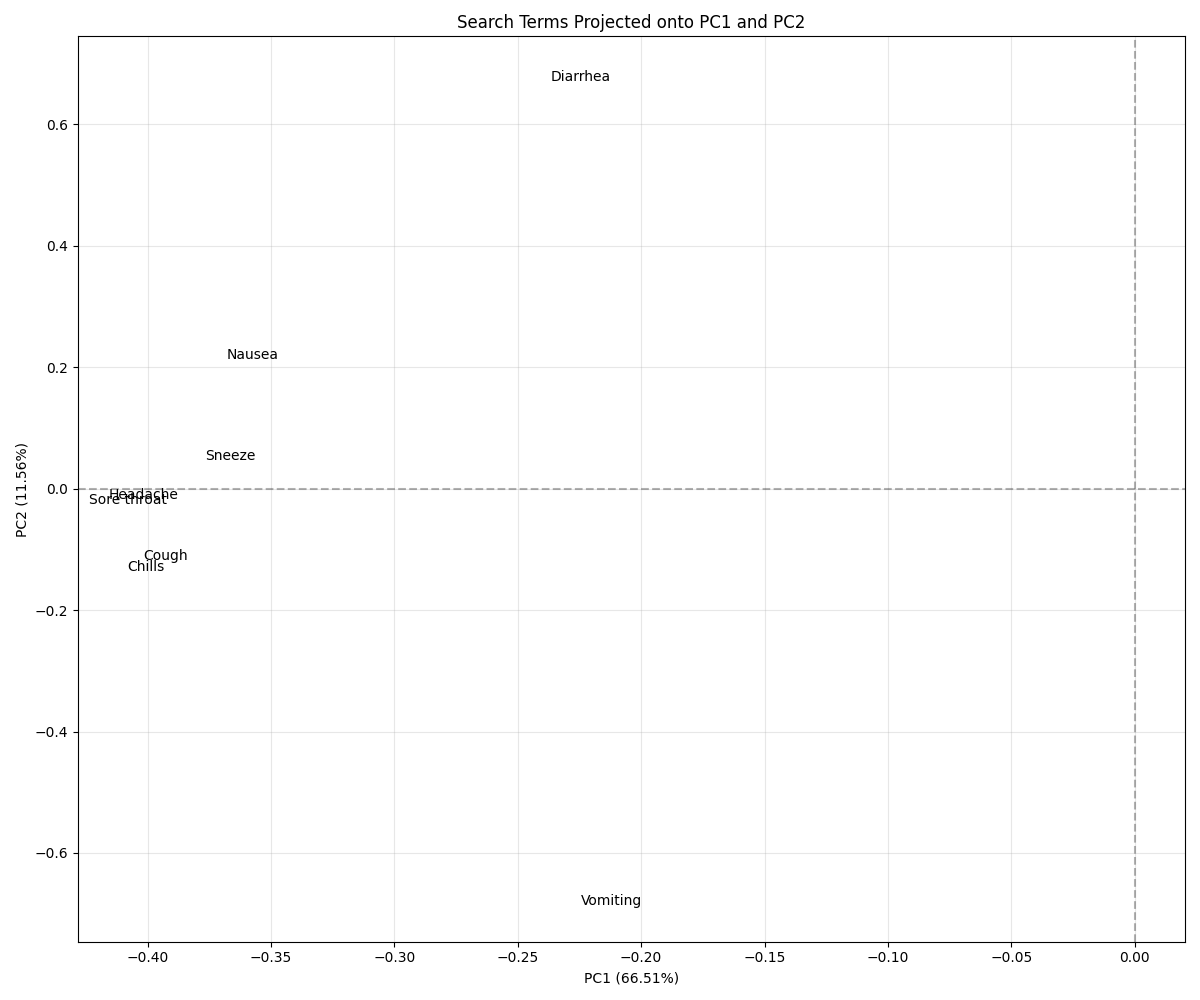 Search Terms Projected onto PC1 and PC2
Diarrhea
0.6
0.4
Nausea
0.2
Sneeze
0.0
Headache
Sore throat
Cough
Chills
−0.2
−0.4
−0.6
Vomiting
PC2 (11.56%)
−0.40 −0.35 −0.30 −0.25 −0.20 −0.15 −0.10 −0.05 0.00
PC1 (66.51%)